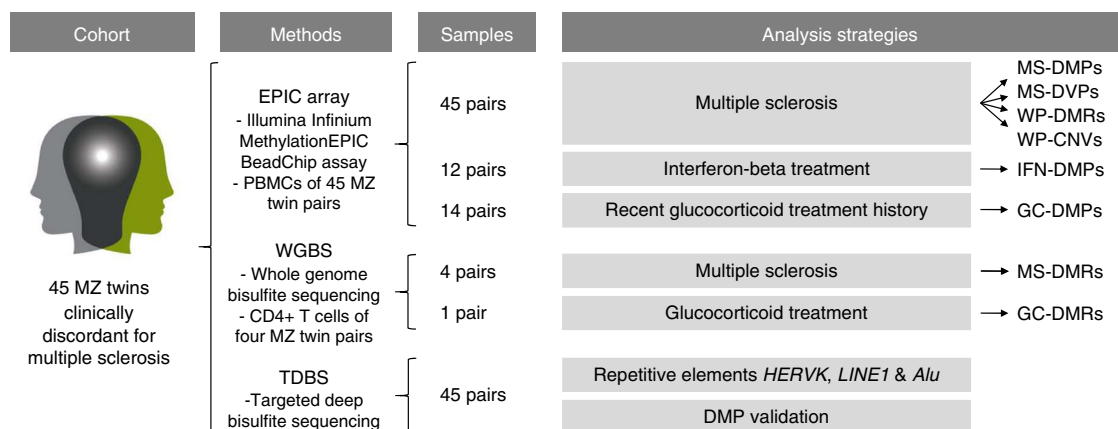 Cohort
Methods
Samples
Analysis strategies
45 MZ twins
clinically
discordant for
multiple sclerosis
EPIC array
- Illumina Infinium
MethylationEPIC
BeadChip assay
- PBMCs of 45 MZ
twin pairs
45 pairs
Multiple sclerosis
MS-DMPs
MS-DVPs
WP-DMRs
WP-CNVs
12 pairs
Interferon-beta treatment
IFN-DMPs
14 pairs
Recent glucocorticoid treatment history
GC-DMPs
WGBS
- Whole genome
bisulfite sequencing
- CD4+ T cells of
four MZ twin pairs
4 pairs
Multiple sclerosis
MS-DMRs
1 pair
Glucocorticoid treatment
GC-DMRs
TDBS
-Targeted deep
bisulfite sequencing
45 pairs
Repetitive elements HERVK, LINE1 & Alu
DMP validation